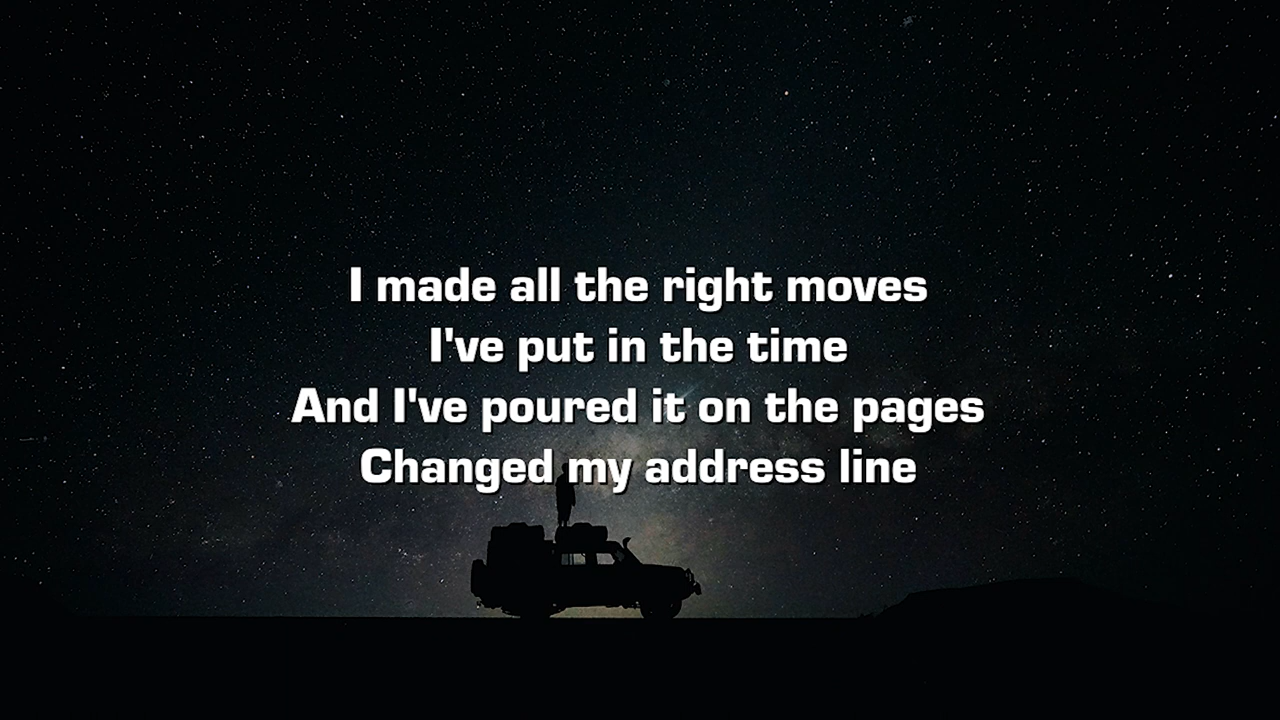 I made all the right moves
I've put in the time
And I've poured it on the pages
Changed my address line